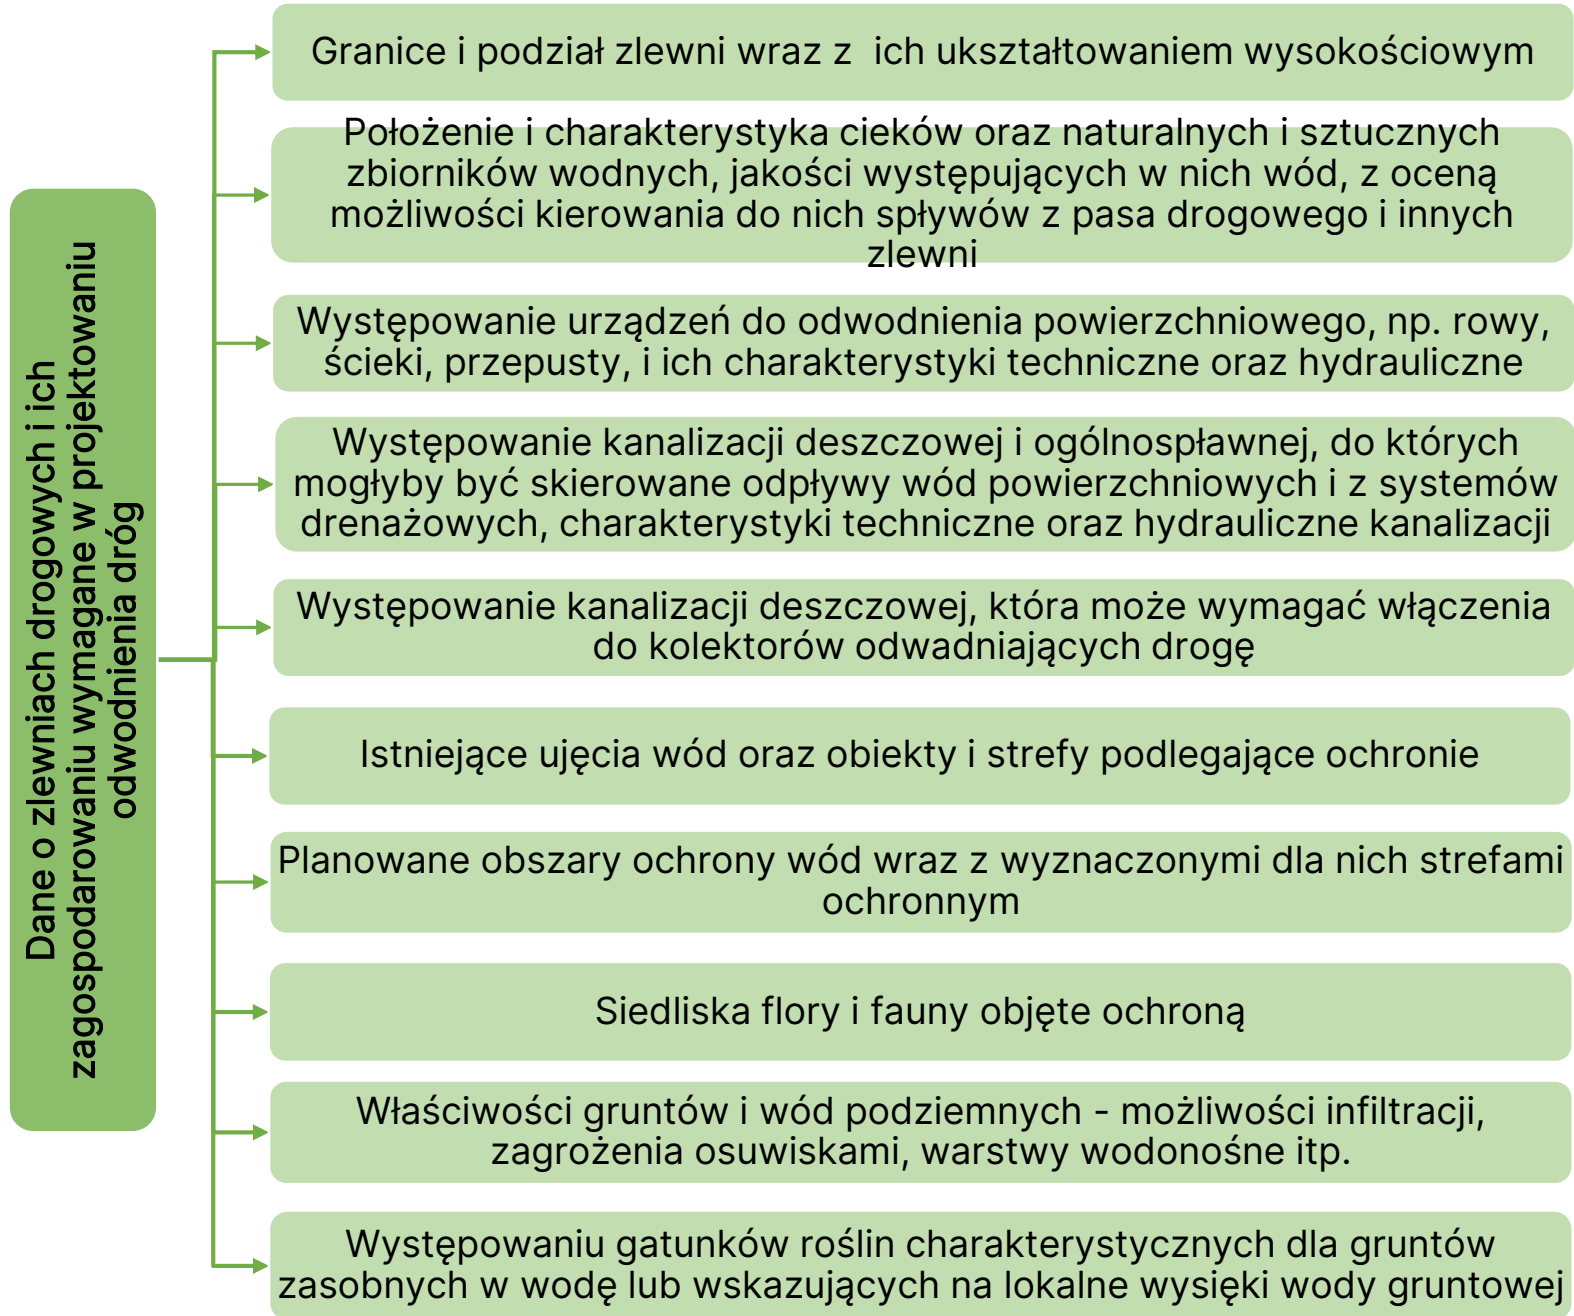 Dane o zlewniach drogowych i ich
zagospodarowaniu wymagane w projektowaniu
odwodnienia dróg
Granice i podział zlewni wraz z  ich ukształtowaniem wysokościowym
Położenie i charakterystyka cieków oraz naturalnych i sztucznych
zbiorników wodnych, jakości występujących w nich wód, z oceną
możliwości kierowania do nich spływów z pasa drogowego i innych
zlewni
Występowanie urządzeń do odwodnienia powierzchniowego, np. rowy,
ścieki, przepusty, i ich charakterystyki techniczne oraz hydrauliczne
Występowanie kanalizacji deszczowej i ogólnospławnej, do których
mogłyby być skierowane odpływy wód powierzchniowych i z systemów
drenażowych, charakterystyki techniczne oraz hydrauliczne kanalizacji
Występowanie kanalizacji deszczowej, która może wymagać włączenia
do kolektorów odwadniających drogę
Istniejące ujęcia wód oraz obiekty i strefy podlegające ochronie
Planowane obszary ochrony wód wraz z wyznaczonymi dla nich strefami
ochronnym
Siedliska flory i fauny objęte ochroną
Właściwości gruntów i wód podziemnych - możliwości infiltracji,
zagrożenia osuwiskami, warstwy wodonośne itp.
Występowaniu gatunków roślin charakterystycznych dla gruntów
zasobnych w wodę lub wskazujących na lokalne wysięki wody gruntowej